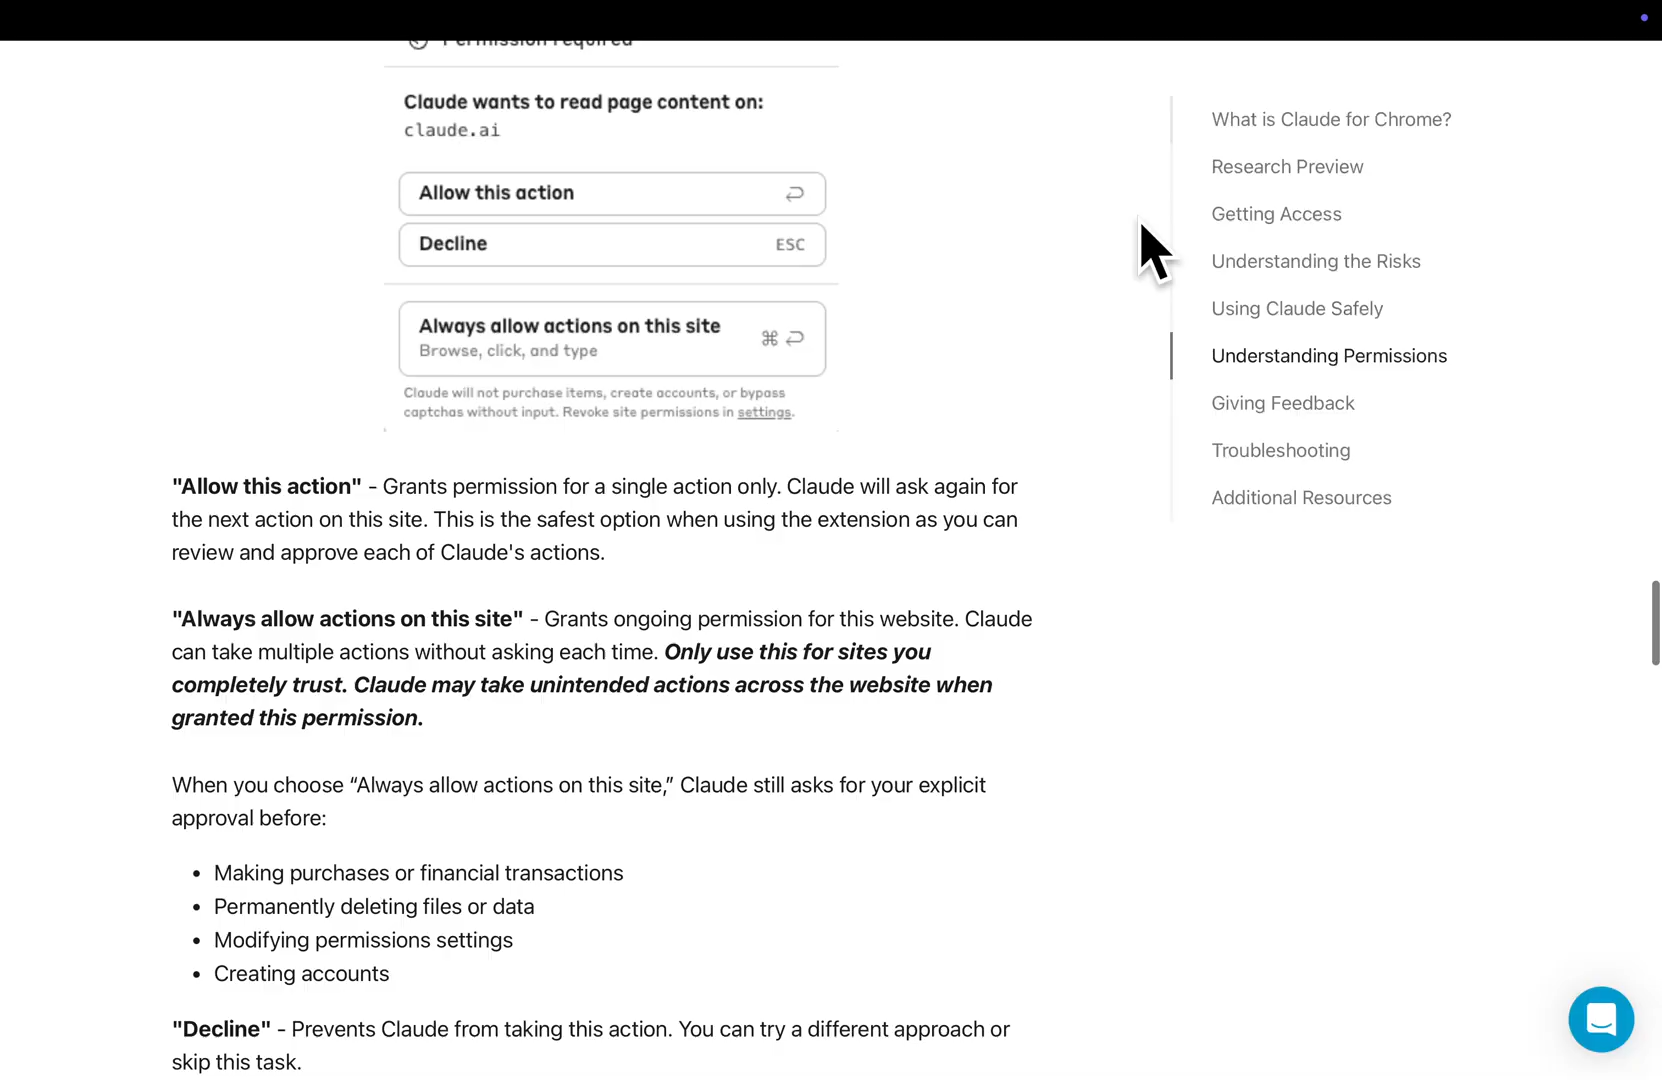 Permission required
Claude wants to read page content on:
claude.ai
Allow this action
Decline ESC
Always allow actions on this site
Browse, click, and type
Claude will not purchase items, create accounts, or bypass
captchas without input. Revoke site permissions in settings.
"Allow this action" - Grants permission for a single action only. Claude will ask again for
the next action on this site. This is the safest option when using the extension as you can
review and approve each of Claude's actions.
"Always allow actions on this site" - Grants ongoing permission for this website. Claude
can take multiple actions without asking each time. Only use this for sites you
completely trust. Claude may take unintended actions across the website when
granted this permission.
When you choose “Always allow actions on this site,” Claude still asks for your explicit
approval before:
• Making purchases or financial transactions
• Permanently deleting files or data
• Modifying permissions settings
• Creating accounts
"Decline" - Prevents Claude from taking this action. You can try a different approach or
skip this task.
What is Claude for Chrome?
Research Preview
Getting Access
Understanding the Risks
Using Claude Safely
Understanding Permissions
Giving Feedback
Troubleshooting
Additional Resources